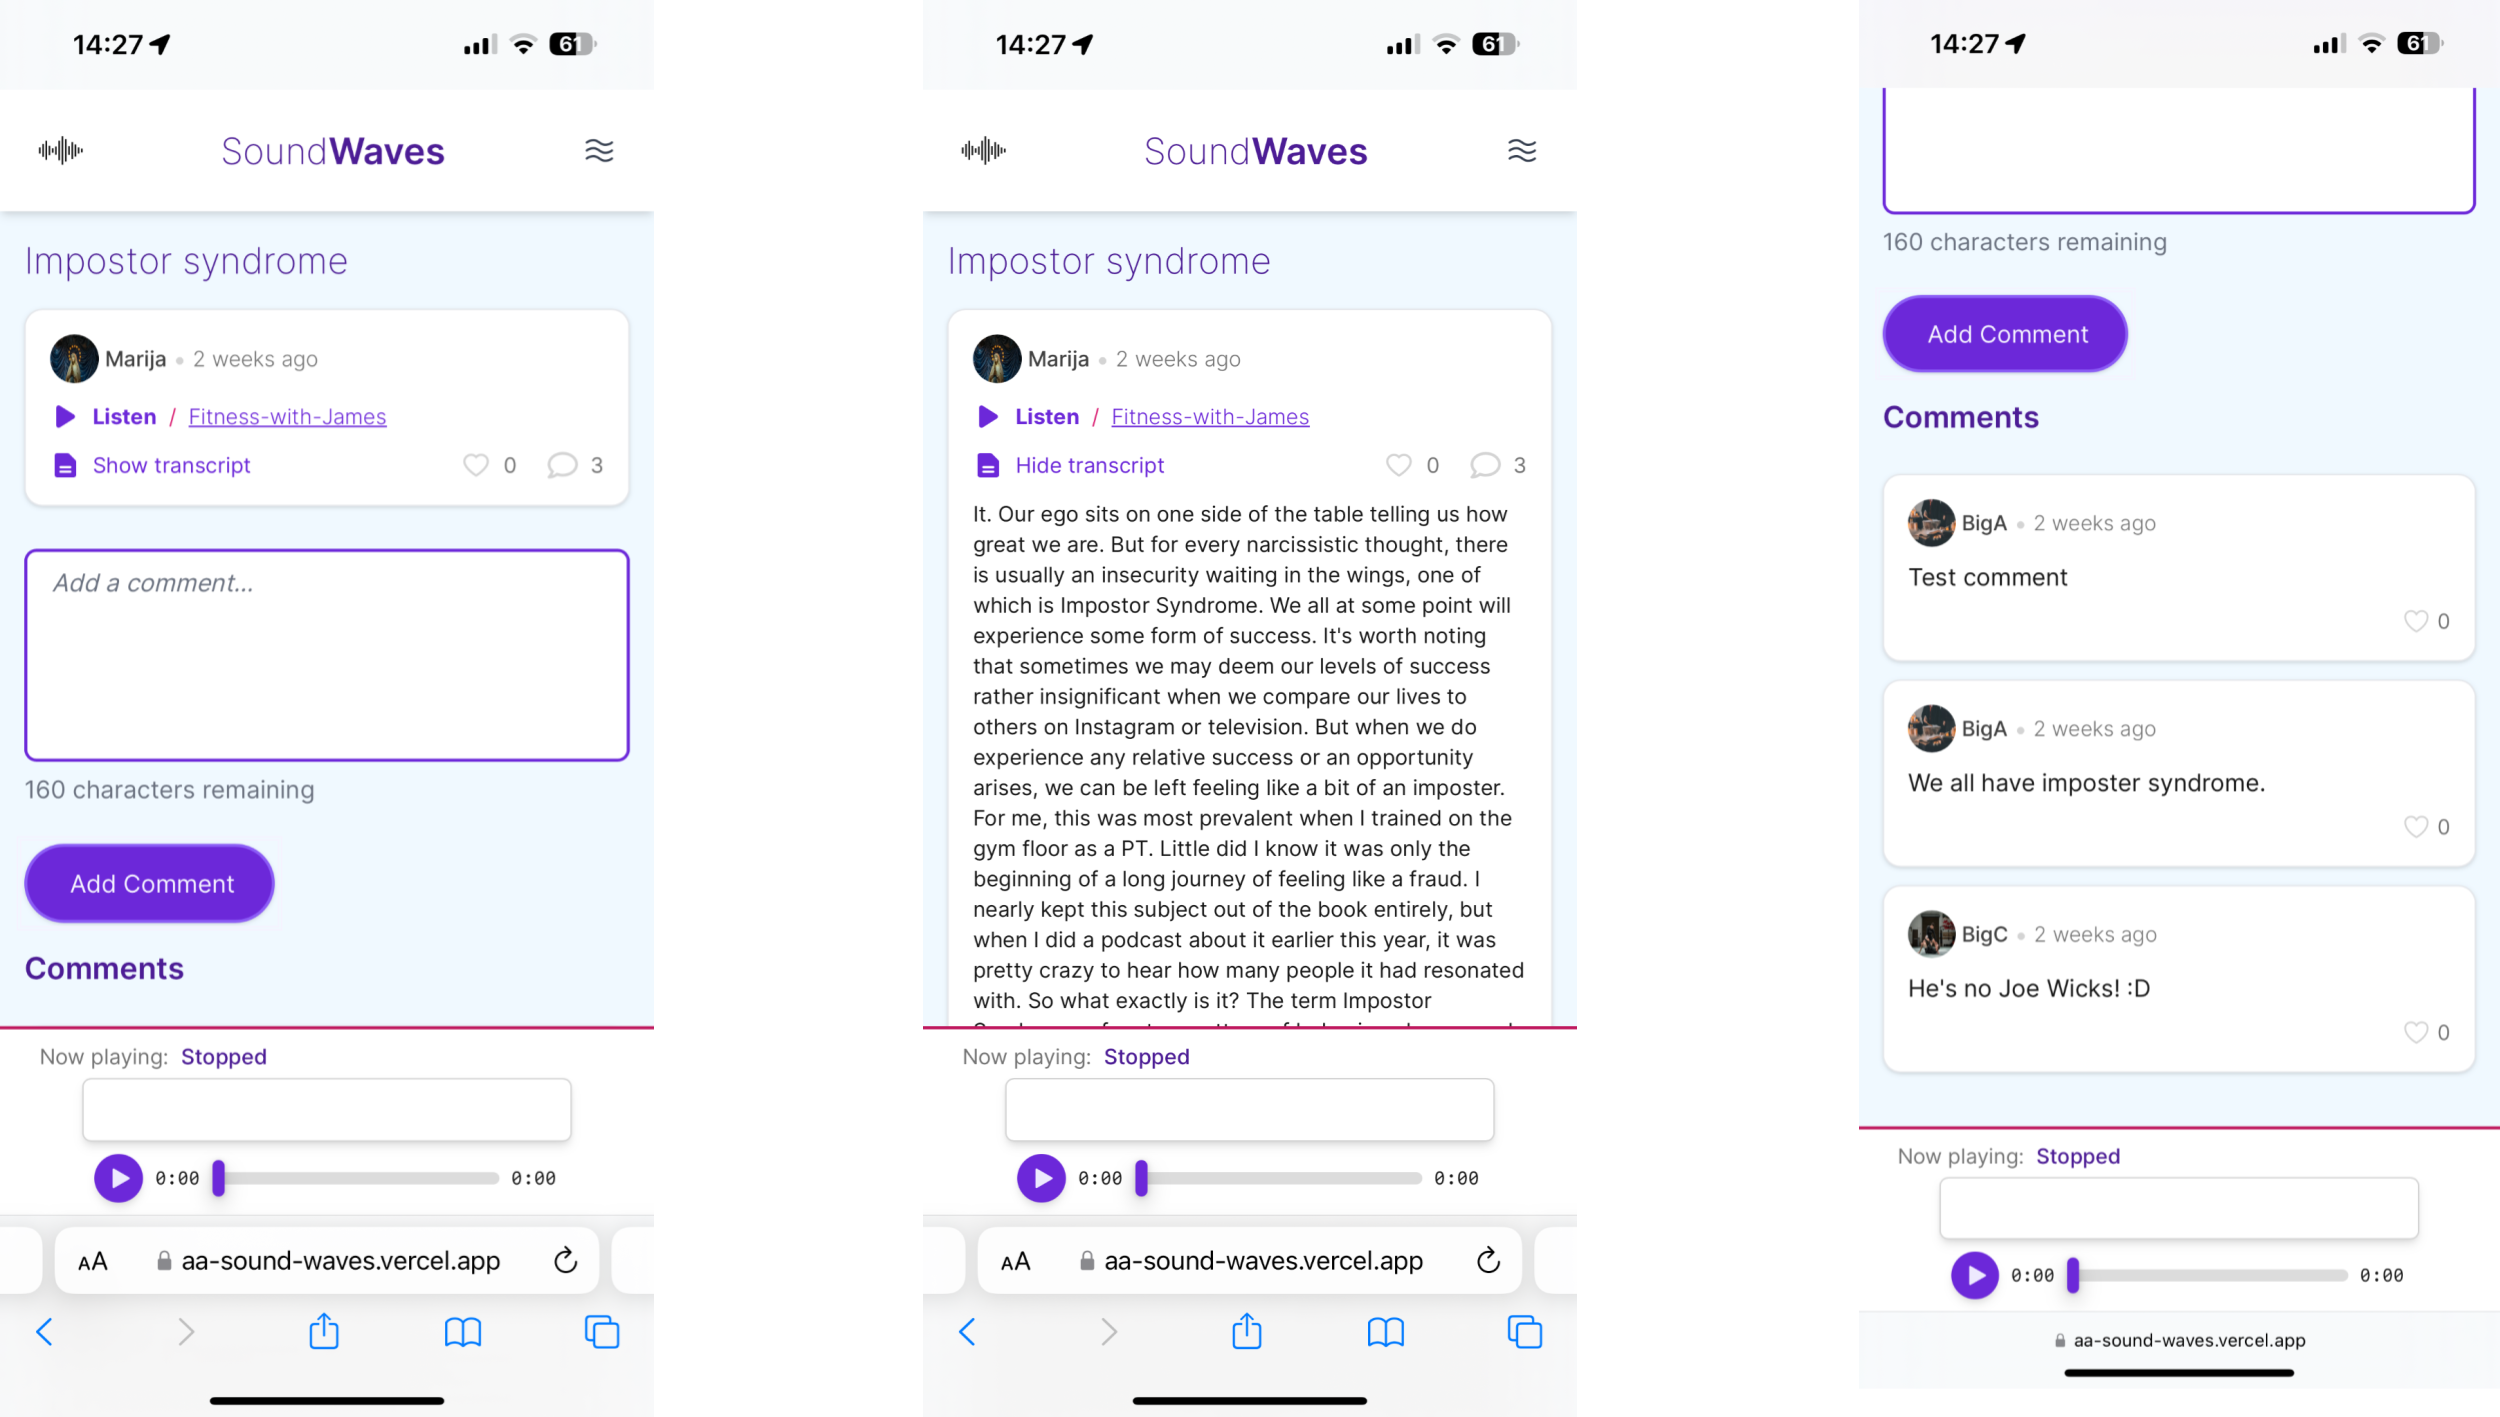 14:27
61
SoundWaves
Impostor syndrome
Marija • 2 weeks ago
Listen / Fitness-with-James
Show transcript
0
3
Add a comment...
160 characters remaining
Add Comment
Comments
Now playing: Stopped
0:00
0:00
AA
aa-sound-waves.vercel.app
14:27
61
SoundWaves
Impostor syndrome
Marija • 2 weeks ago
Listen / Fitness-with-James
Hide transcript
0
3
It. Our ego sits on one side of the table telling us how
great we are. But for every narcissistic thought, there
is usually an insecurity waiting in the wings, one of
which is Impostor Syndrome. We all at some point will
experience some form of success. It's worth noting
that sometimes we may deem our levels of success
rather insignificant when we compare our lives to
others on Instagram or television. But when we do
experience any relative success or an opportunity
arises, we can be left feeling like a bit of an imposter.
For me, this was most prevalent when I trained on the
gym floor as a PT. Little did I know it was only the
beginning of a long journey of feeling like a fraud. I
nearly kept this subject out of the book entirely, but
when I did a podcast about it earlier this year, it was
pretty crazy to hear how many people it had resonated
with. So what exactly is it? The term Impostor
Now playing: Stopped
0:00
0:00
AA
aa-sound-waves.vercel.app
14:27
61
160 characters remaining
Add Comment
Comments
BigA • 2 weeks ago
Test comment
0
BigA • 2 weeks ago
We all have imposter syndrome.
0
BigC • 2 weeks ago
He's no Joe Wicks! :D
0
Now playing: Stopped
0:00
0:00
aa-sound-waves.vercel.app